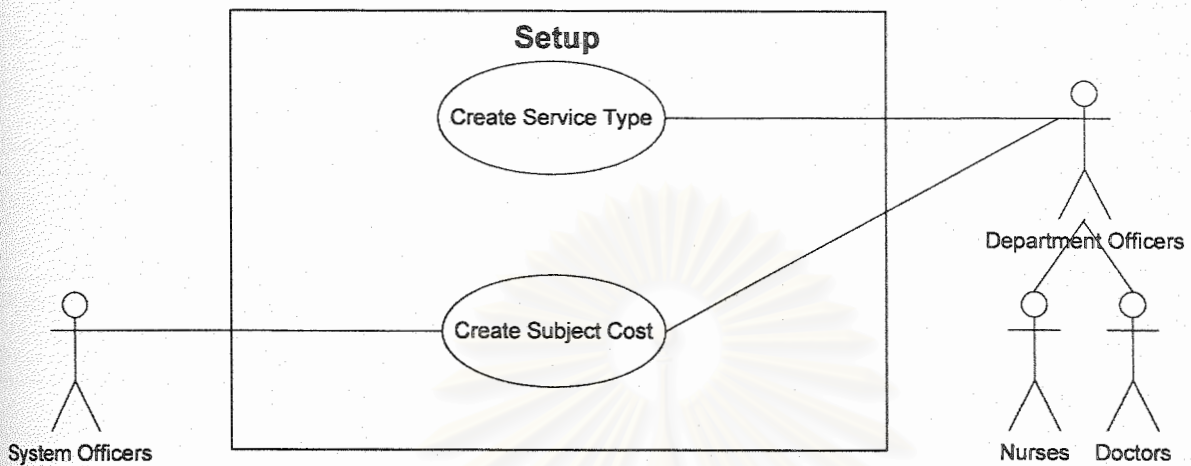 Setup
Create Service Type
Department Officers
Create Subject Cost
System Officers
Nurses
Doctors